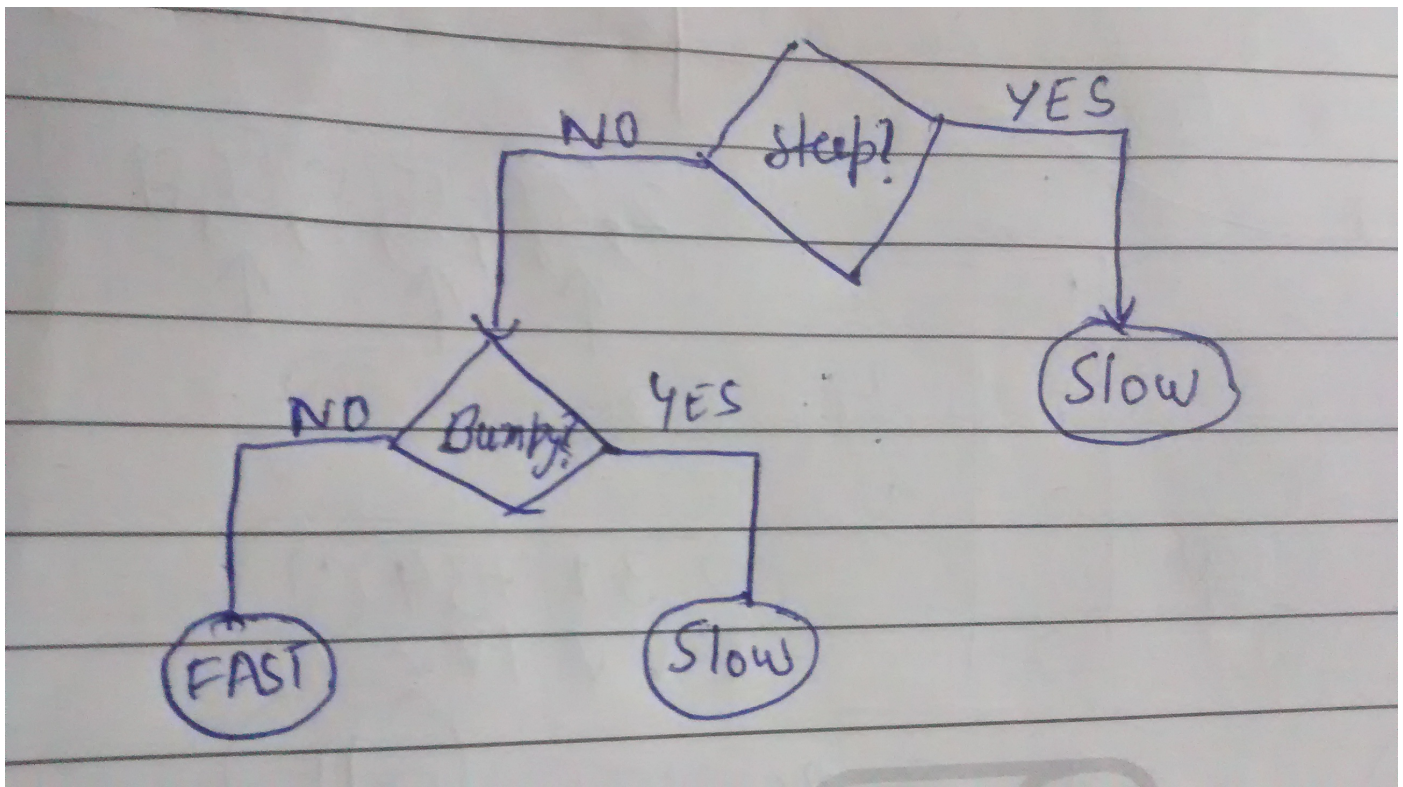 YES
NO
Steep?
Slow
NO
YES
Bumpy?
FAST
Slow